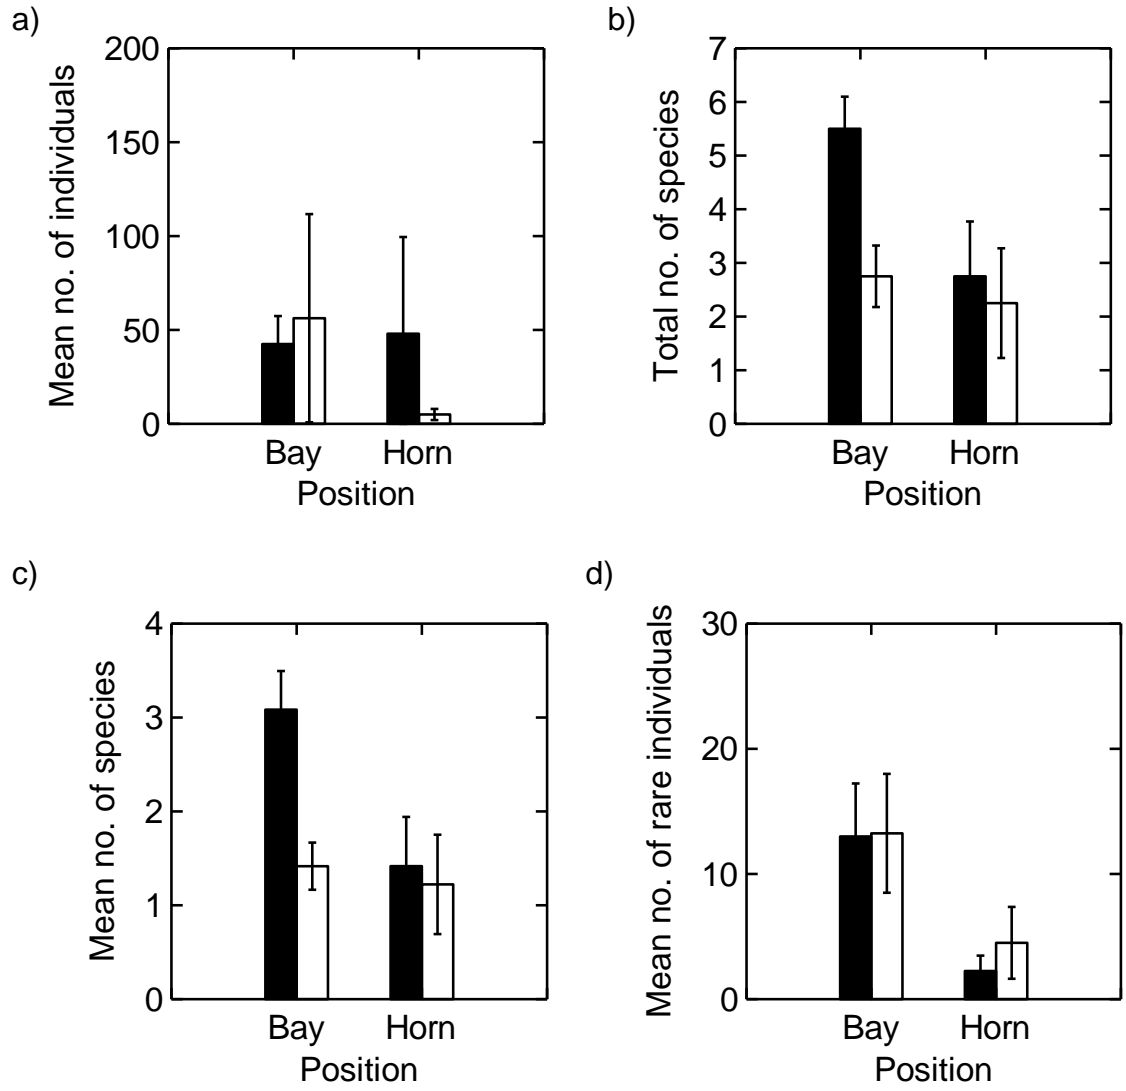 a)
200
150
100
50
0
Mean no. of individuals
Bay Horn
Position
b)
7
6
5
4
3
2
1
0
Total no. of species
Bay Horn
Position
c)
4
3
2
1
0
Mean no. of species
Bay Horn
Position
d)
30
20
10
0
Mean no. of rare individuals
Bay Horn
Position